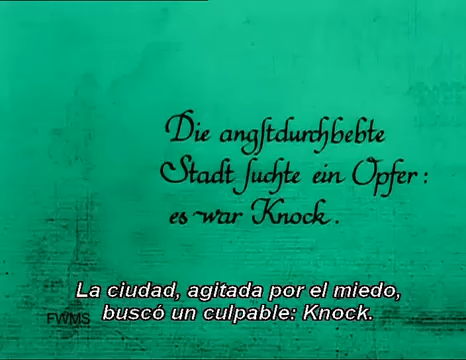 Die angstdurchbebte
Stadt suchte ein Opfer:
es war Knock.
La ciudad, agitada por el miedo,
buscó un culpable: Knock.
FWMS